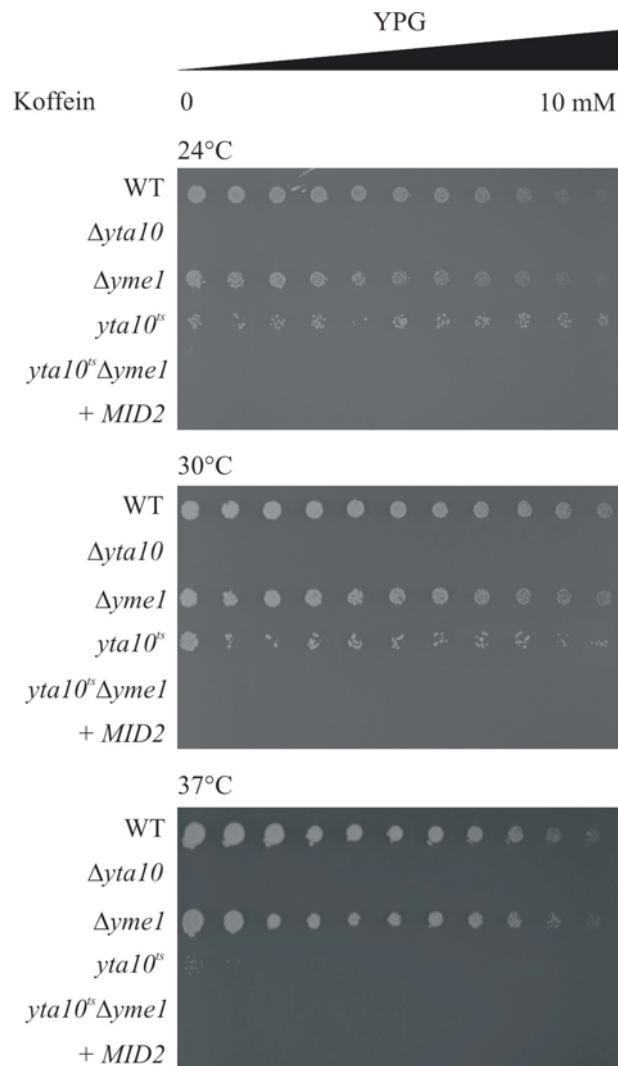 YPG
Koffein 0 10 mM
24°C
WT
Δyta10
Δyme1
yta10ᵗˢ
yta10ᵗˢΔyme1
+ MID2
30°C
WT
Δyta10
Δyme1
yta10ᵗˢ
yta10ᵗˢΔyme1
+ MID2
37°C
WT
Δyta10
Δyme1
yta10ᵗˢ
yta10ᵗˢΔyme1
+ MID2